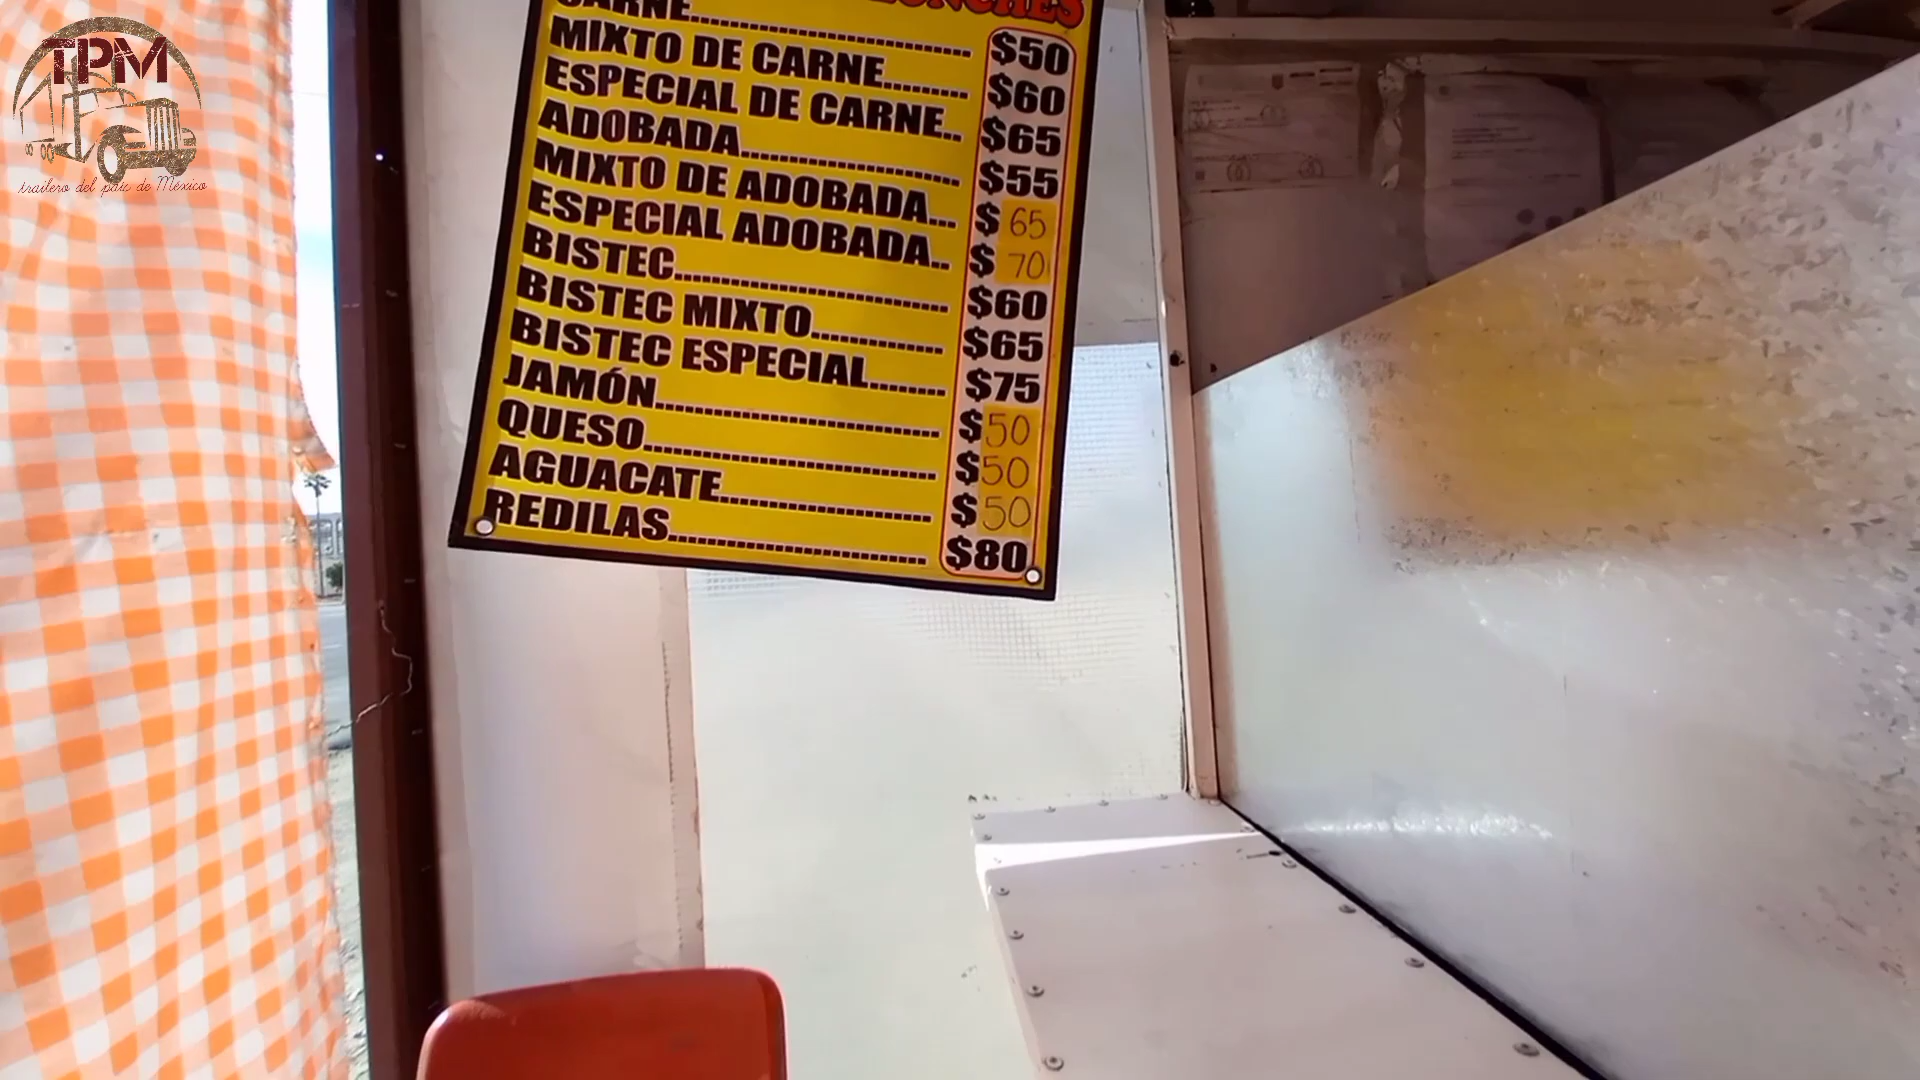 TPM
trailero del país de México
LONCHES
CARNE........................... $50
MIXTO DE CARNE......... $60
ESPECIAL DE CARNE.. $65
ADOBADA....................... $55
MIXTO DE ADOBADA... $ 65
ESPECIAL ADOBADA.. $ 70
BISTEC............................ $60
BISTEC MIXTO.............. $65
BISTEC ESPECIAL........ $75
JAMÓN............................. $50
QUESO............................. $50
AGUACATE..................... $50
REDILAS.......................... $80